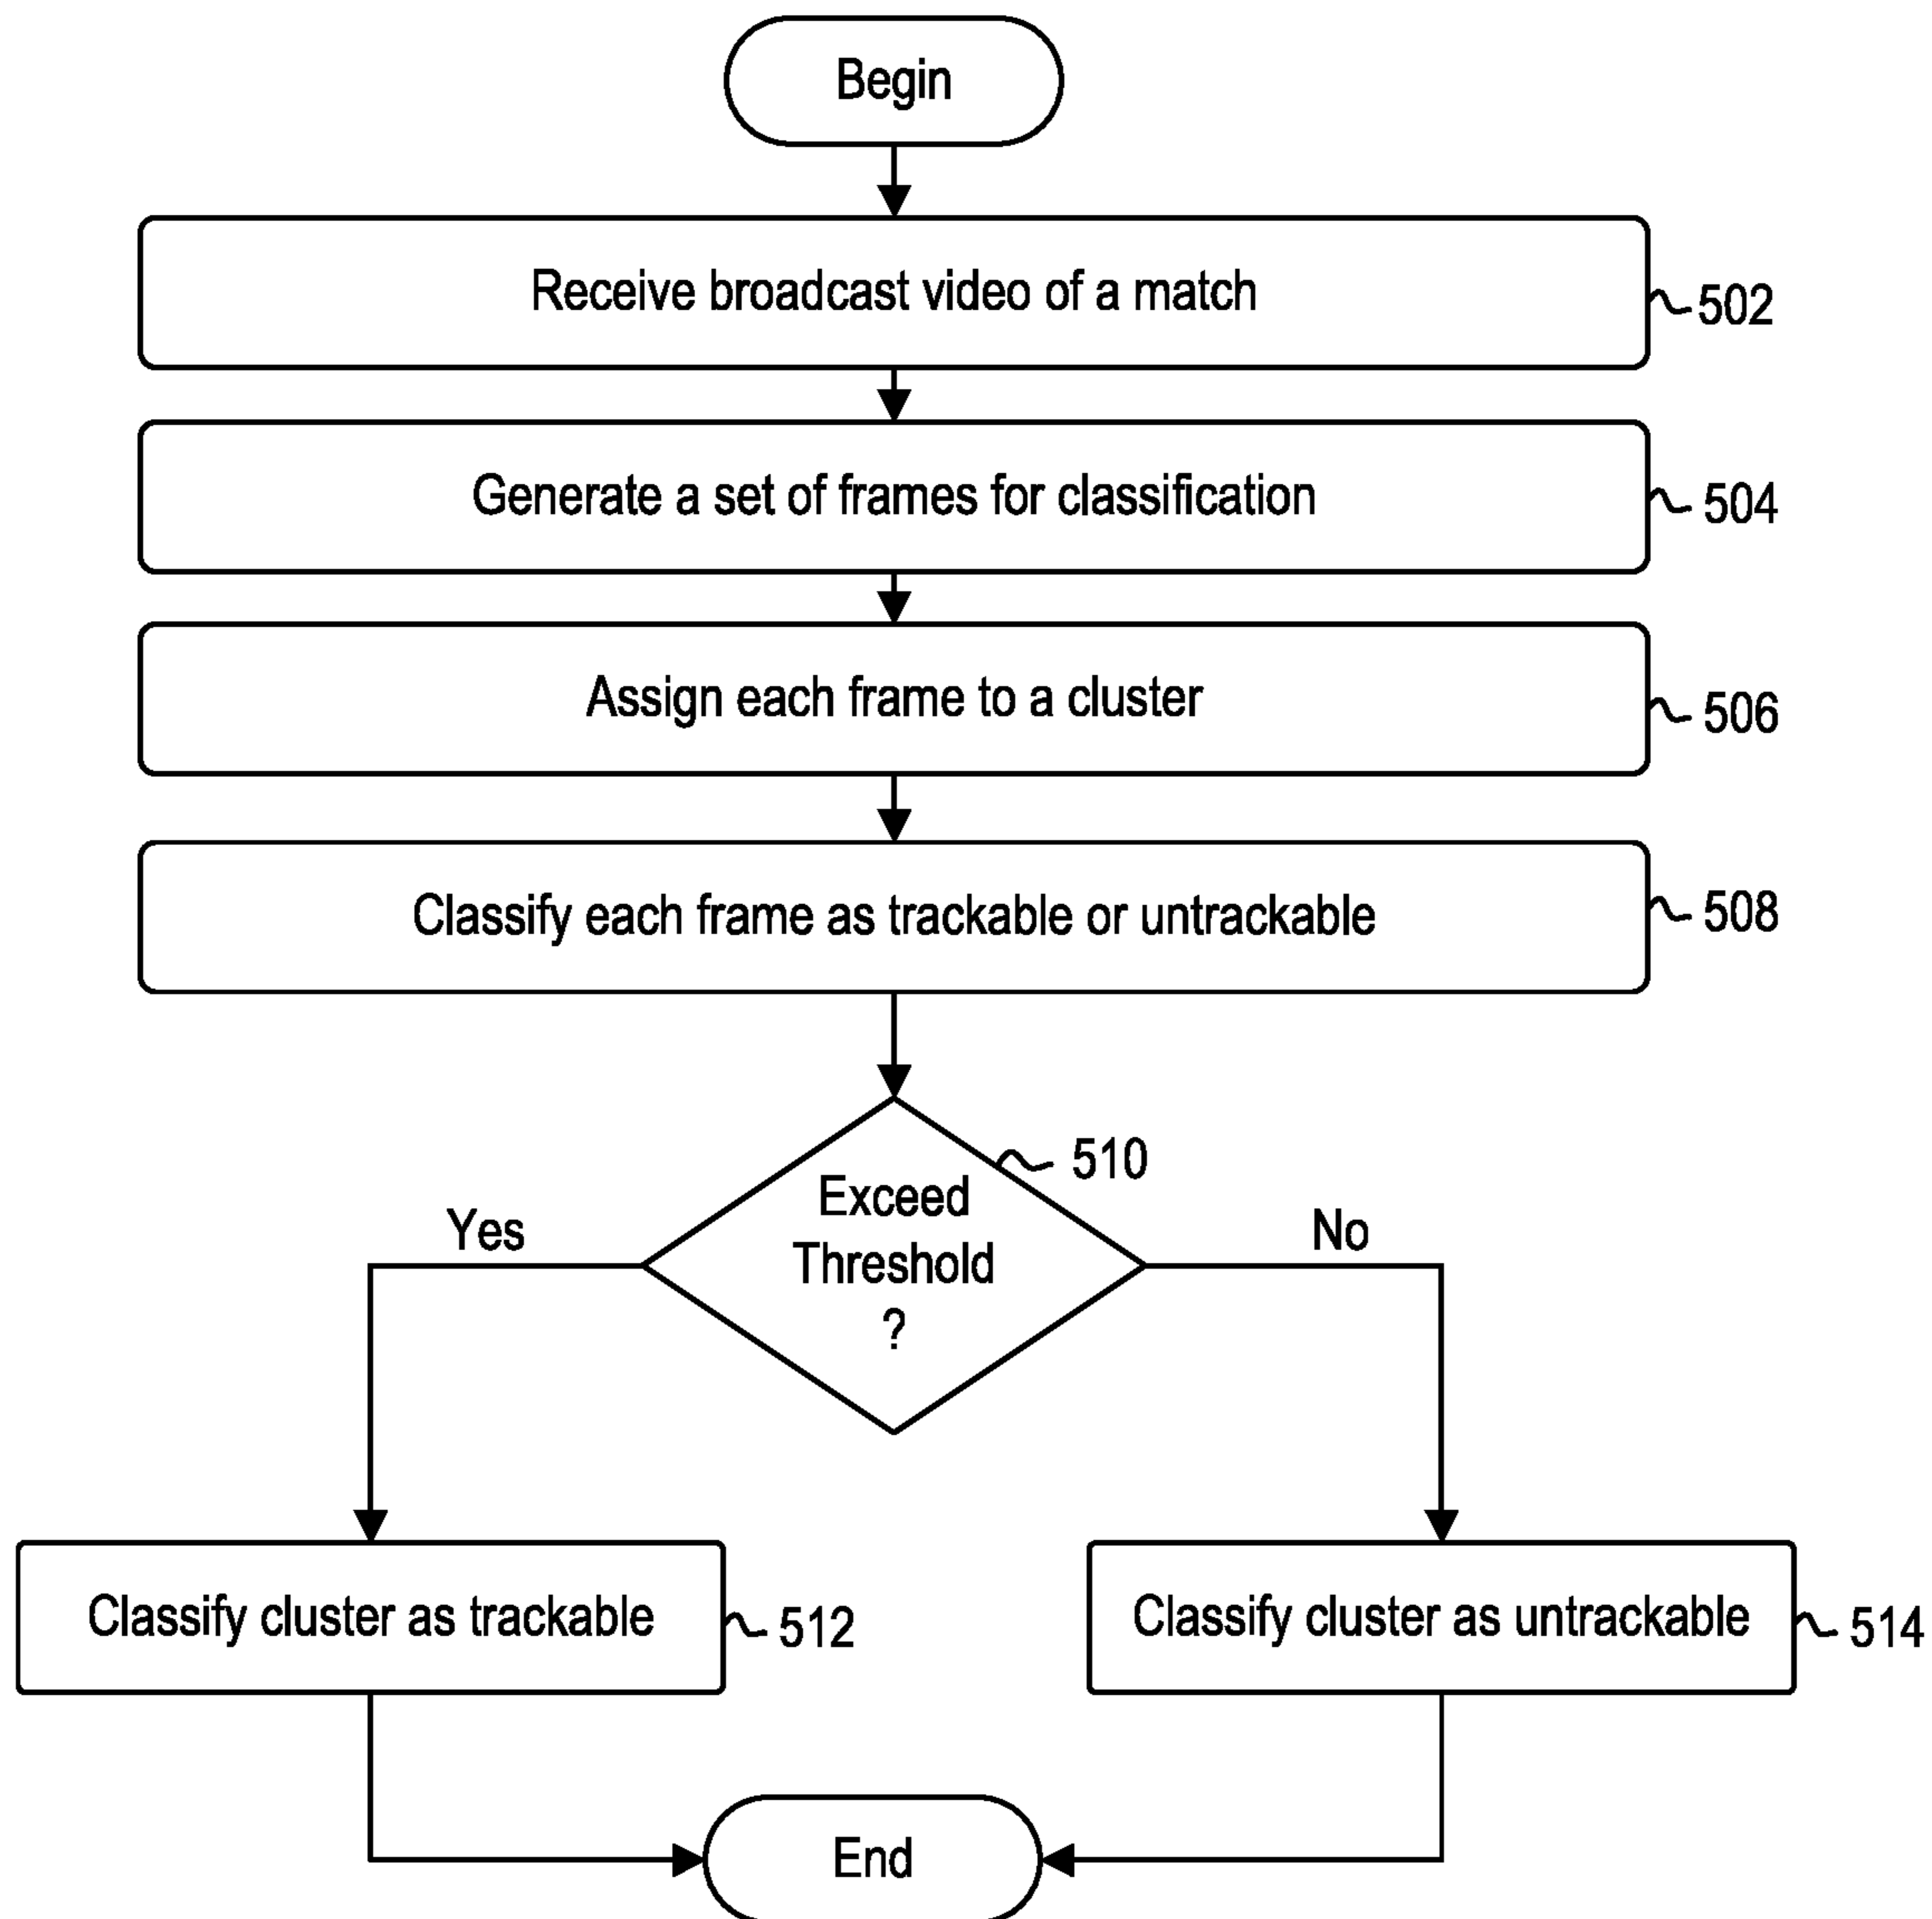 Begin
Receive broadcast video of a match
502
Generate a set of frames for classification
504
Assign each frame to a cluster
506
Classify each frame as trackable or untrackable
508
510
Exceed
Threshold
?
Yes
No
Classify cluster as trackable
512
Classify cluster as untrackable
514
End